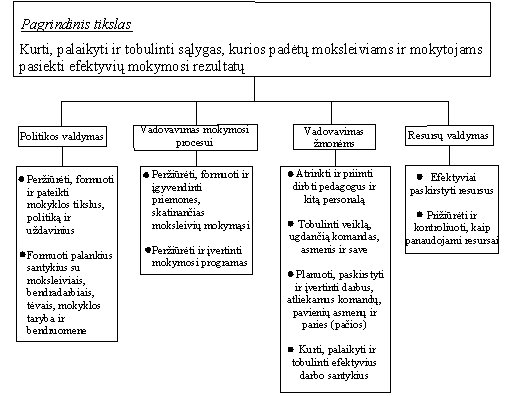 Pagrindinis tikslas
Kurti, palaikyti ir tobulinti sąlygas, kurios padėtų moksleiviams ir mokytojams
pasiekti efektyvių mokymosi rezultatų
Politikos valdymas
● Peržiūrėti, formuoti
ir pateikti
mokyklos tikslus,
politiką ir
uždavinius
● Formuoti palankius
santykius su
moksleiviais,
bendradarbiais,
tėvais, mokyklos
taryba ir
bendruomene
Vadovavimas mokymosi
procesui
● Peržiūrėti, formuoti ir
įgyvendinti
priemones,
skatinančias
moksleivių mokymąsi
● Peržiūrėti ir įvertinti
mokymosi programas
Vadovavimas
žmonėms
● Atrinkti ir priimti
dirbti pedagogus ir
kitą personalą
● Tobulinti veiklą,
ugdančią komandas,
asmenis ir save
● Planuoti, paskirstyti
ir įvertinti darbus,
atliekamus komandų,
pavienių asmenų ir
paries (pačios)
● Kurti, palaikyti ir
tobulinti efektyvius
darbo santykius
Resursų valdymas
● Efektyviai
paskirstyti resursus
● Prižiūrėti ir
kontroliuoti, kaip
panaudojami resursai